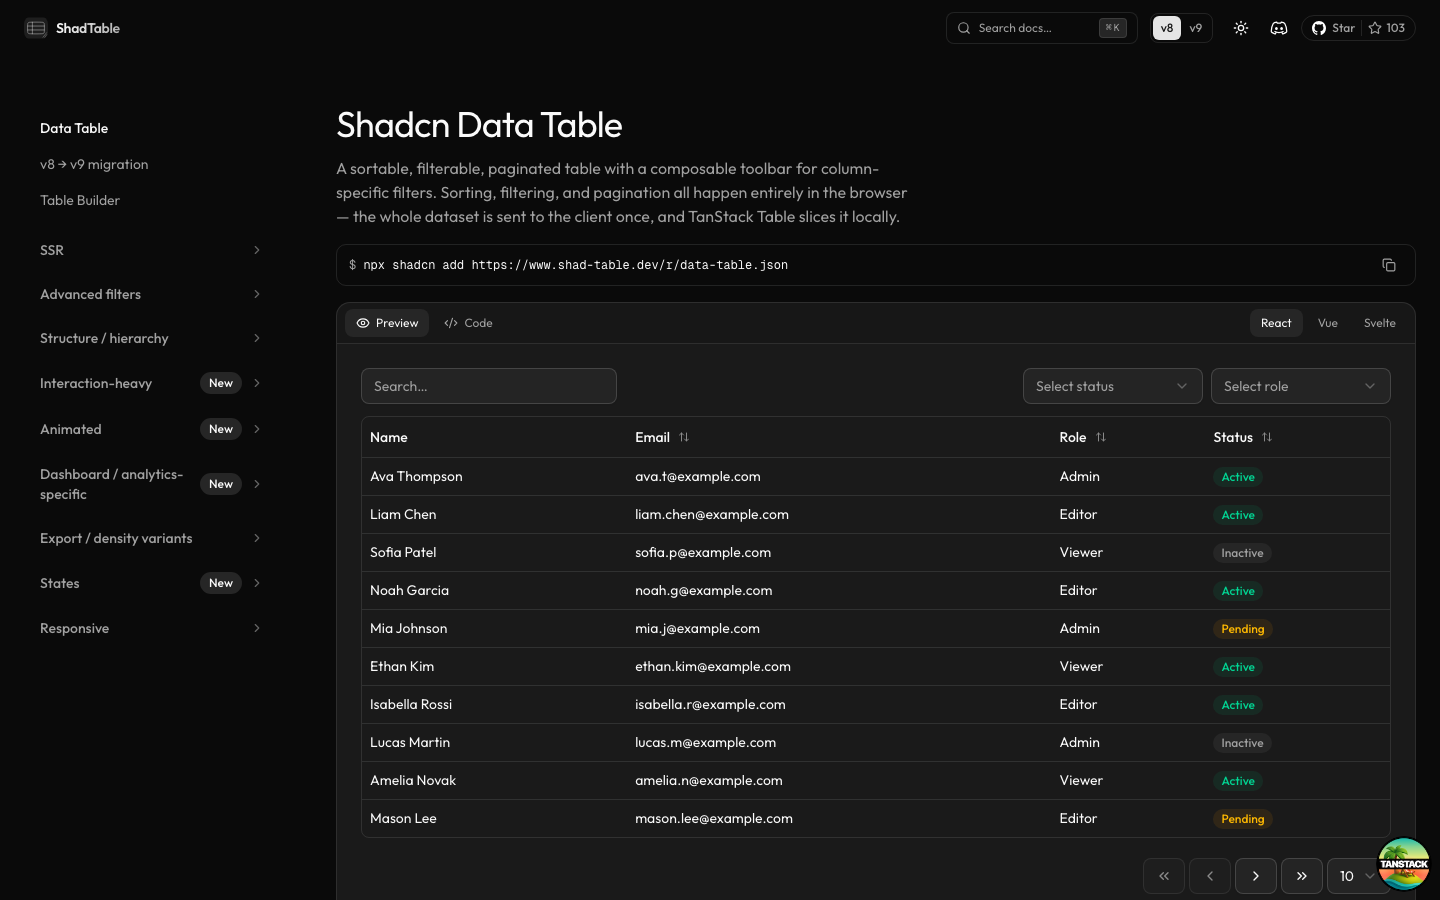 ShadTable
Search docs...
⌘K
v8
v9
Star
103
Data Table
v8 → v9 migration
Table Builder
SSR
Advanced filters
Structure / hierarchy
Interaction-heavy
New
Animated
New
Dashboard / analytics-
specific
New
Export / density variants
States
New
Responsive
Shadcn Data Table
A sortable, filterable, paginated table with a composable toolbar for column-
specific filters. Sorting, filtering, and pagination all happen entirely in the browser
— the whole dataset is sent to the client once, and TanStack Table slices it locally.
$ npx shadcn add https://www.shad-table.dev/r/data-table.json
Preview
Code
React
Vue
Svelte
Search...
Select status
Select role
Name Email Role Status
Ava Thompson ava.t@example.com Admin Active
Liam Chen liam.chen@example.com Editor Active
Sofia Patel sofia.p@example.com Viewer Inactive
Noah Garcia noah.g@example.com Editor Active
Mia Johnson mia.j@example.com Admin Pending
Ethan Kim ethan.kim@example.com Viewer Active
Isabella Rossi isabella.r@example.com Editor Active
Lucas Martin lucas.m@example.com Admin Inactive
Amelia Novak amelia.n@example.com Viewer Active
Mason Lee mason.lee@example.com Editor Pending
10
TANSTACK